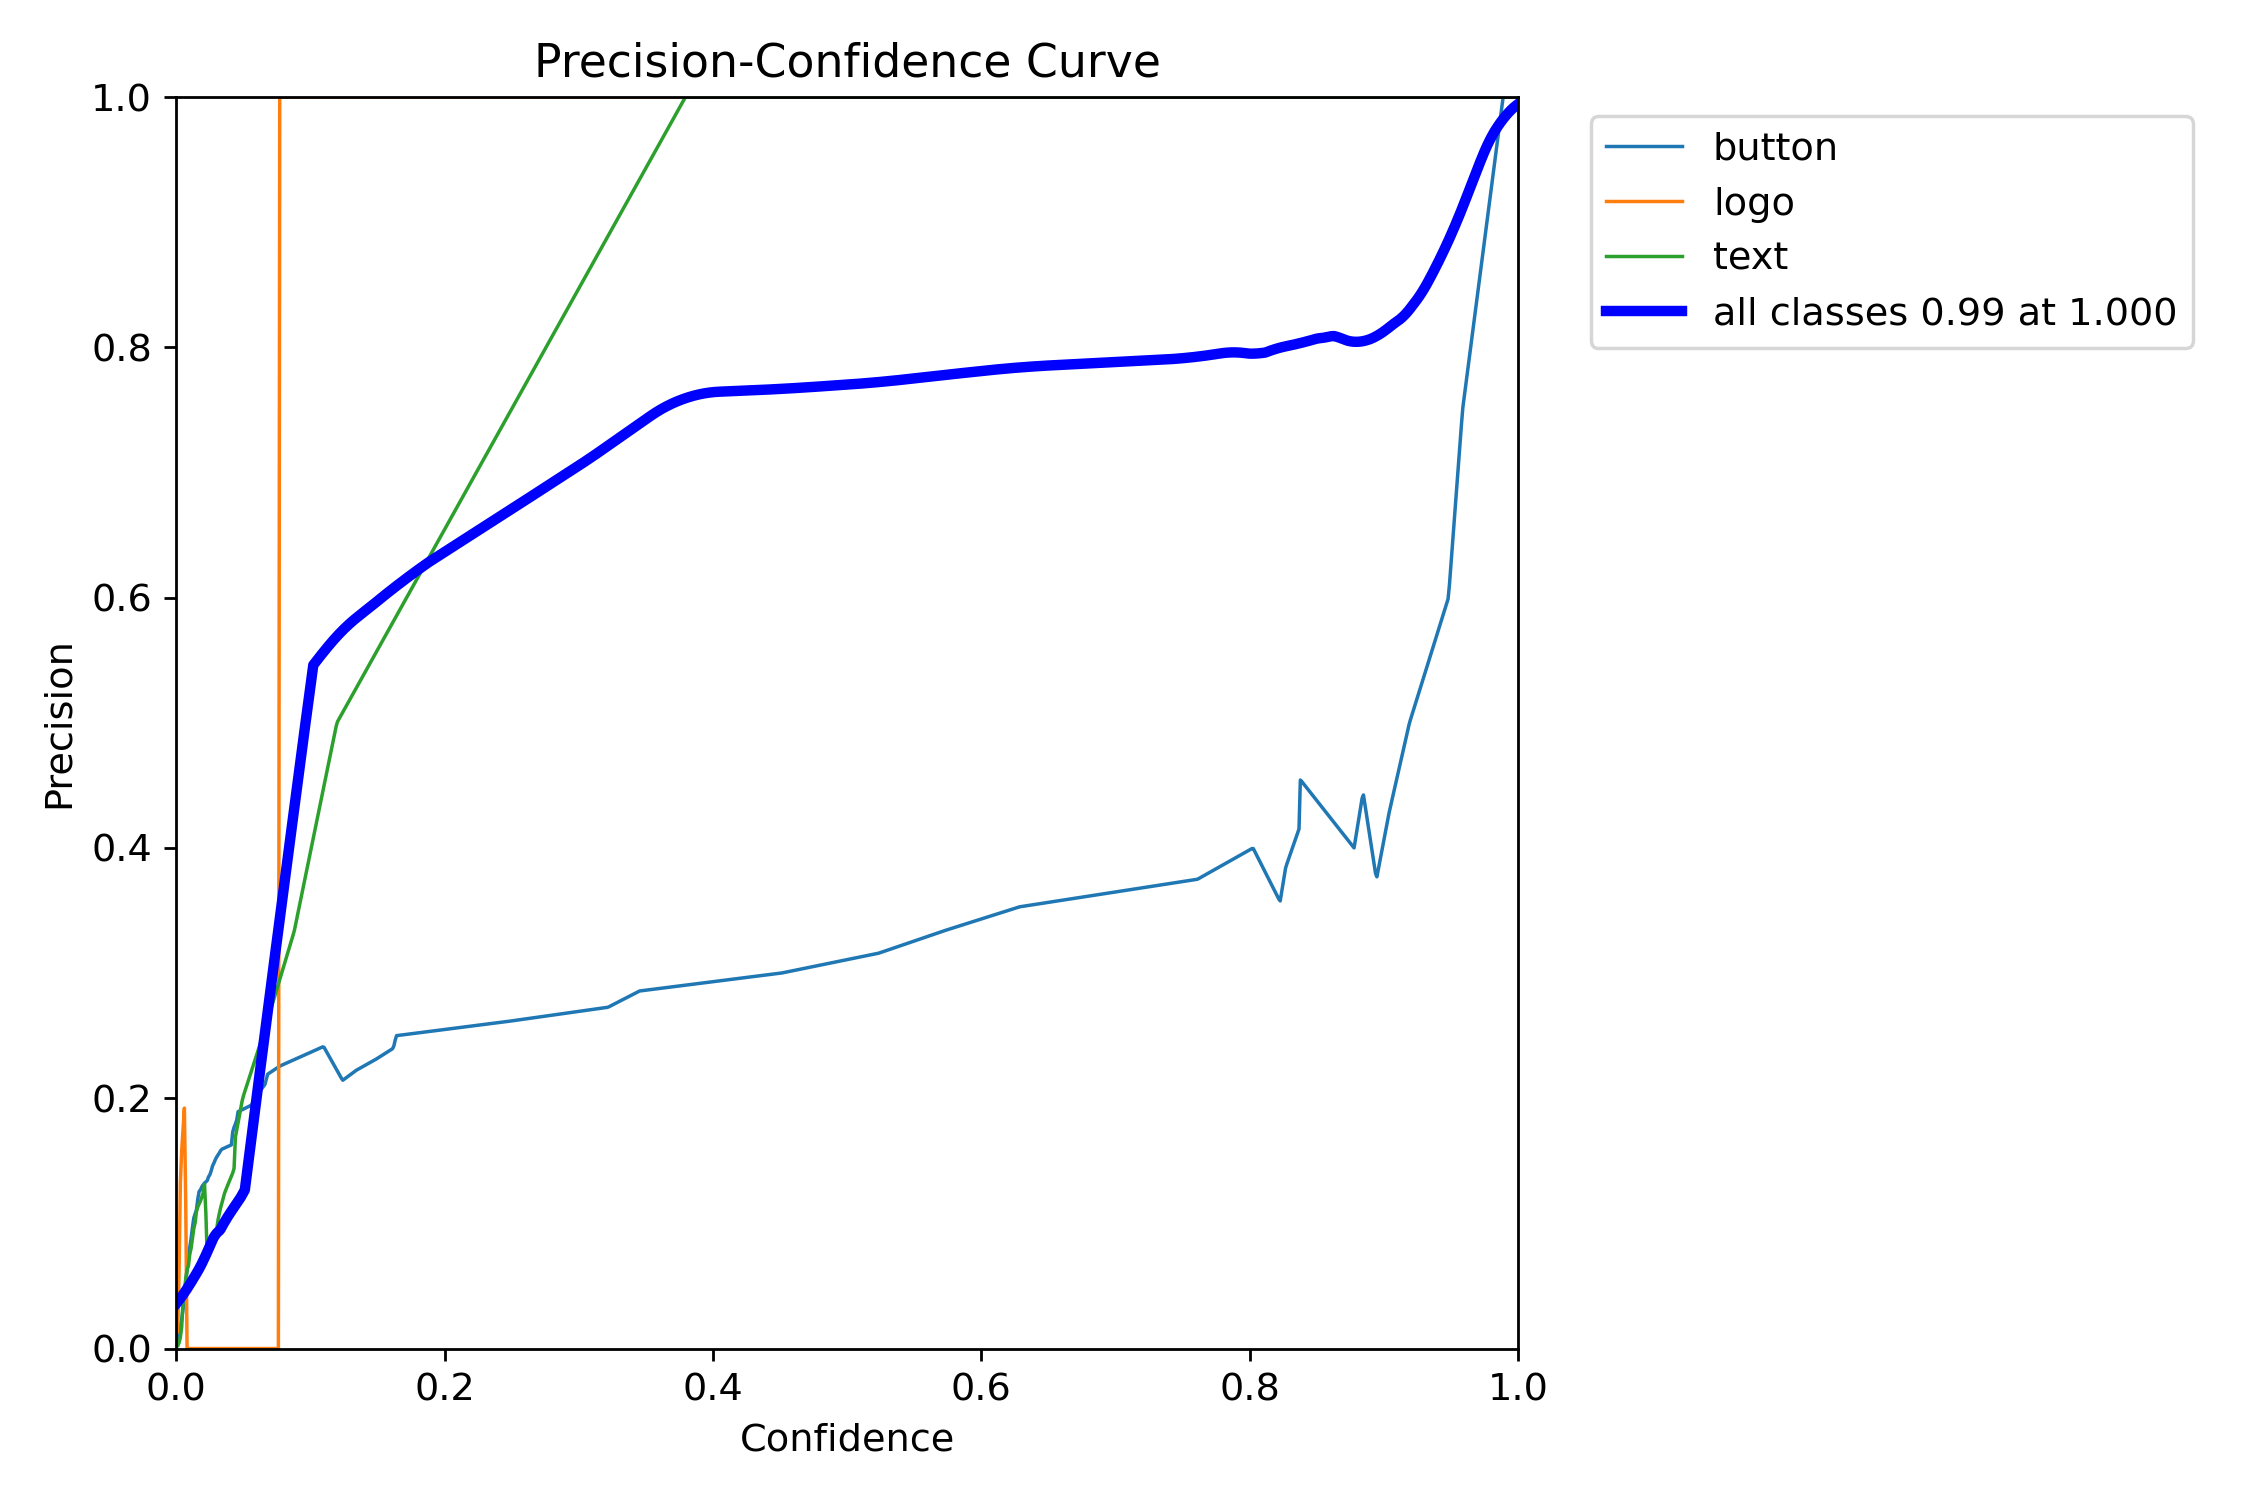 Precision-Confidence Curve
1.0
0.8
0.6
0.4
0.2
0.0
Precision
0.0 0.2 0.4 0.6 0.8 1.0
Confidence
button
logo
text
all classes 0.99 at 1.000